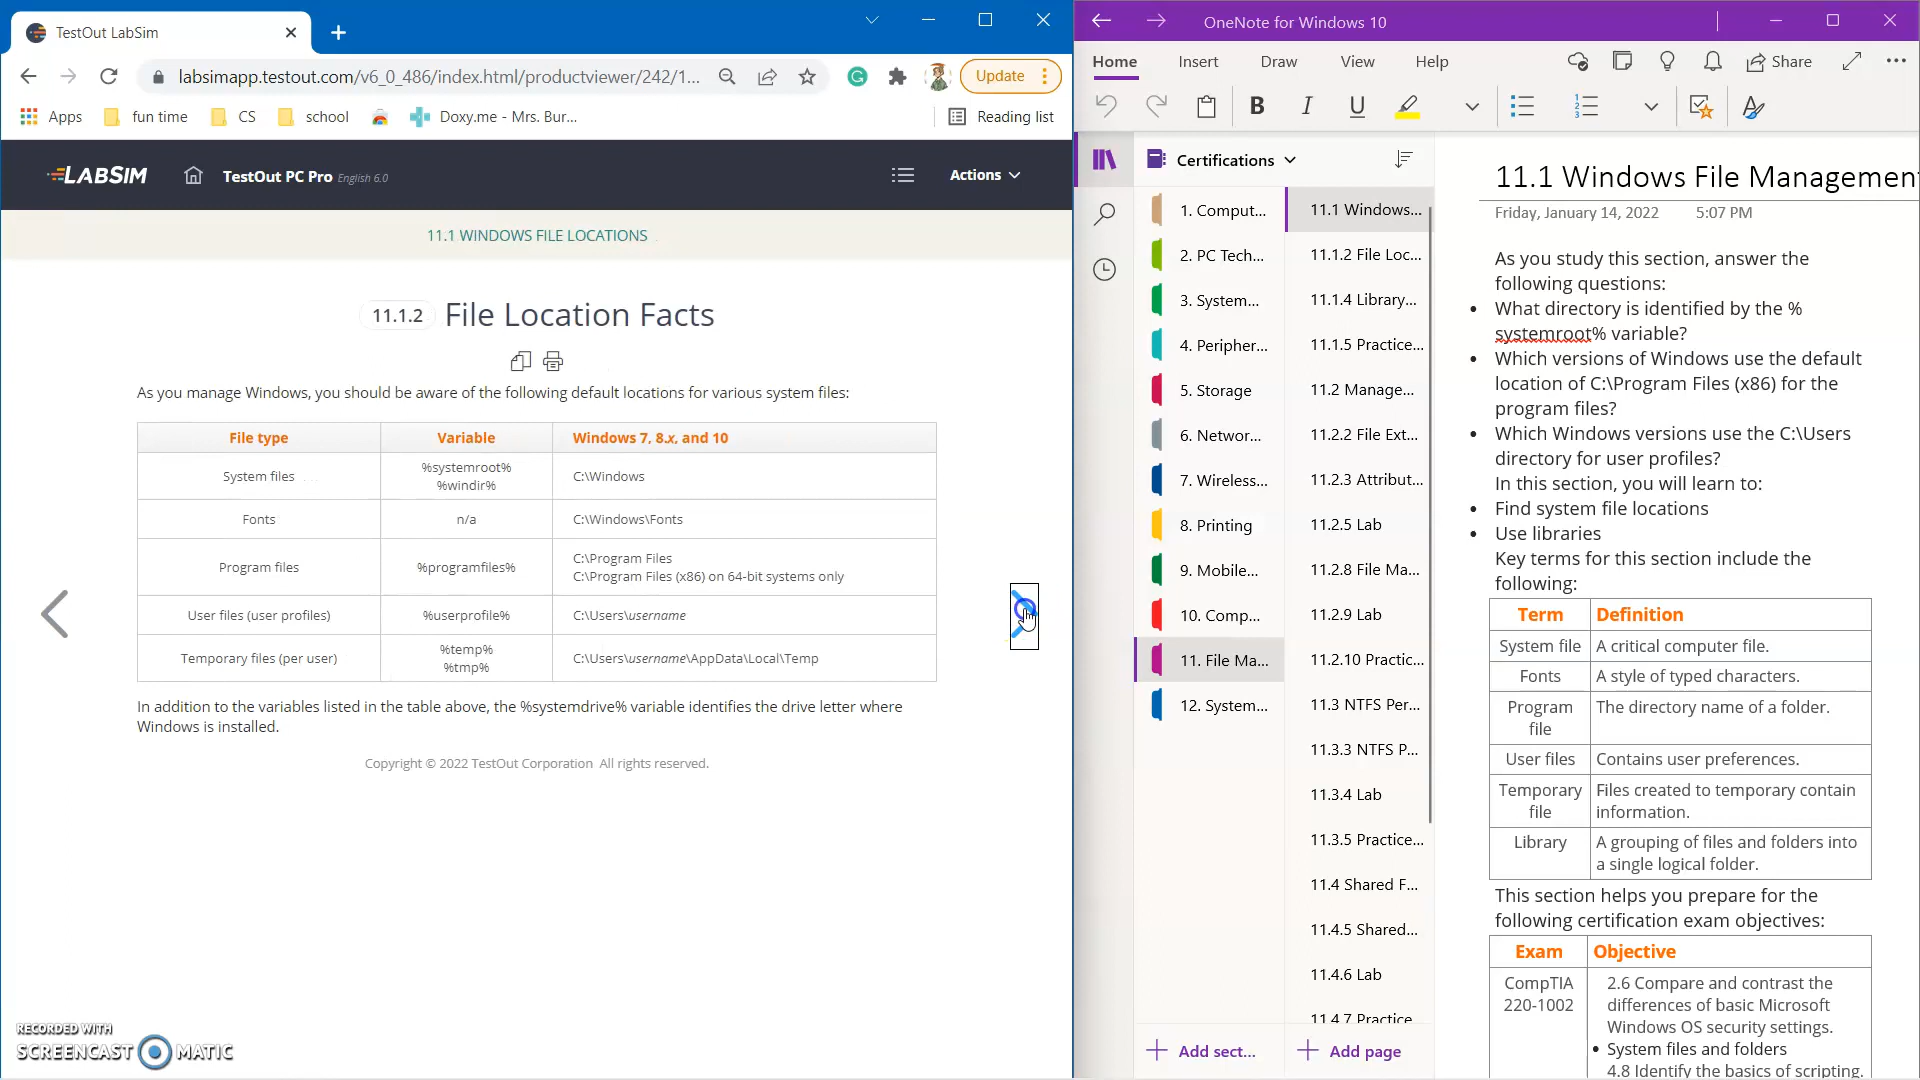 TestOut LabSim
labsimapp.testout.com/v6_0_486/index.html/productviewer/242/1...
Update
Apps
fun time
CS
school
Doxy.me - Mrs. Bur...
Reading list
LABSIM
TestOut PC Pro English 6.0
Actions
11.1 WINDOWS FILE LOCATIONS
11.1.2 File Location Facts
As you manage Windows, you should be aware of the following default locations for various system files:
File type Variable Windows 7, 8.x, and 10
System files %systemroot% C:\Windows
%windir%
Fonts n/a C:\Windows\Fonts
Program files %programfiles% C:\Program Files
C:\Program Files (x86) on 64-bit systems only
User files (user profiles) %userprofile% C:\Users\username
Temporary files (per user) %temp% C:\Users\username\AppData\Local\Temp
%tmp%
In addition to the variables listed in the table above, the %systemdrive% variable identifies the drive letter where
Windows is installed.
Copyright © 2022 TestOut Corporation All rights reserved.
RECORDED WITH
SCREENCAST MATIC
OneNote for Windows 10
Home
Insert
Draw
View
Help
Share
B I U
Certifications
1. Comput...
2. PC Tech...
3. System...
4. Peripher...
5. Storage
6. Networ...
7. Wireless...
8. Printing
9. Mobile...
10. Comp...
11. File Ma...
12. System...
Add sect...
11.1 Windows...
11.1.2 File Loc...
11.1.4 Library...
11.1.5 Practice...
11.2 Manage...
11.2.2 File Ext...
11.2.3 Attribut...
11.2.5 Lab
11.2.8 File Ma...
11.2.9 Lab
11.2.10 Practic...
11.3 NTFS Per...
11.3.3 NTFS P...
11.3.4 Lab
11.3.5 Practice...
11.4 Shared F...
11.4.5 Shared...
11.4.6 Lab
11.4.7 Practice
Add page
11.1 Windows File Managemen
Friday, January 14, 2022 5:07 PM
As you study this section, answer the
following questions:
• What directory is identified by the %
systemroot% variable?
• Which versions of Windows use the default
location of C:\Program Files (x86) for the
program files?
• Which Windows versions use the C:\Users
directory for user profiles?
In this section, you will learn to:
• Find system file locations
• Use libraries
Key terms for this section include the
following:
Term Definition
System file A critical computer file.
Fonts A style of typed characters.
Program The directory name of a folder.
file
User files Contains user preferences.
Temporary Files created to temporary contain
file information.
Library A grouping of files and folders into
a single logical folder.
This section helps you prepare for the
following certification exam objectives:
Exam Objective
CompTIA 2.6 Compare and contrast the
220-1002 differences of basic Microsoft
Windows OS security settings.
• System files and folders
4.8 Identify the basics of scripting.